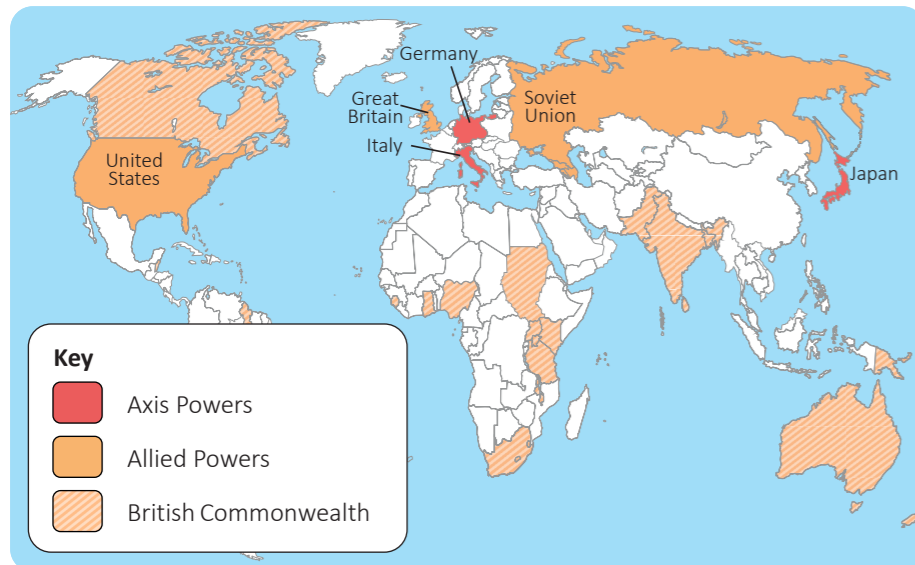 Germany
Great
Britain
Soviet
Union
Italy
United
States
Japan
Key
Axis Powers
Allied Powers
British Commonwealth